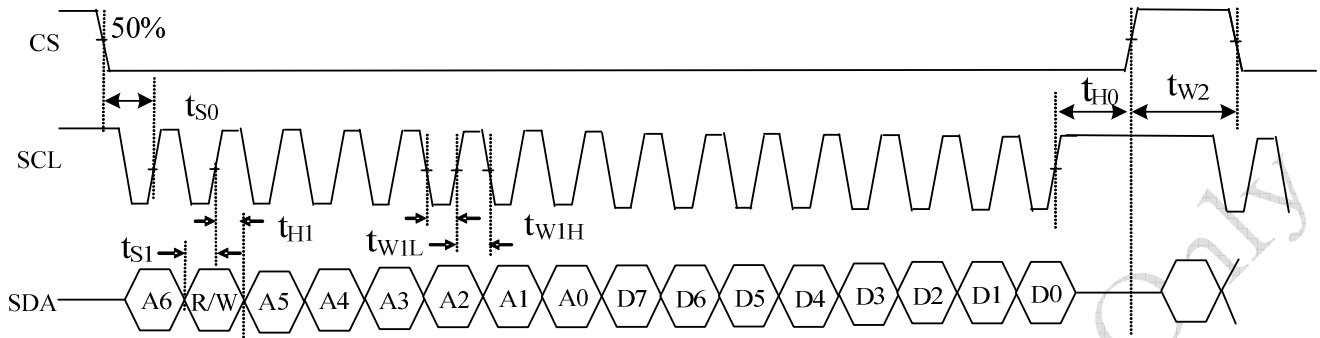 CS
50%
tS0
tH0
tW2
SCL
tH1
tS1
tW1L
tW1H
SDA
A6
R/W
A5
A4
A3
A2
A1
A0
D7
D6
D5
D4
D3
D2
D1
D0
Only